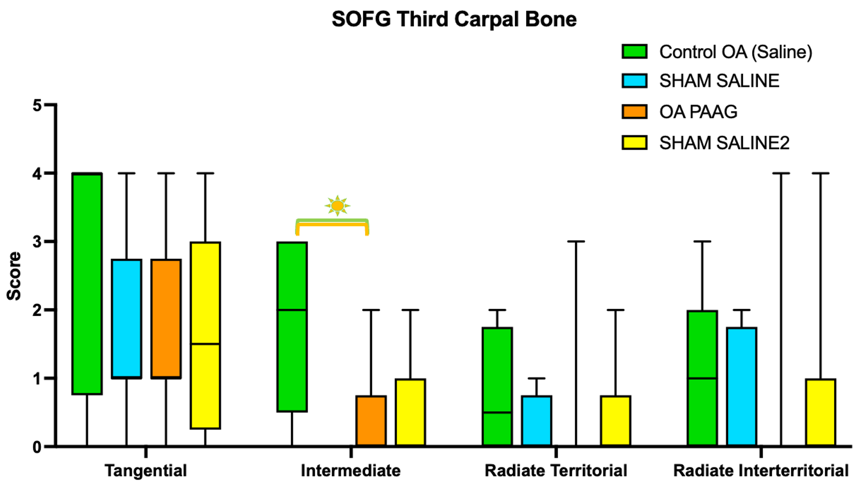 SOFG Third Carpal Bone
Control OA (Saline)
SHAM SALINE
OA PAAG
SHAM SALINE2
5
4
3
2
1
0
Score
Tangential
Intermediate
Radiate Territorial
Radiate Interterritorial